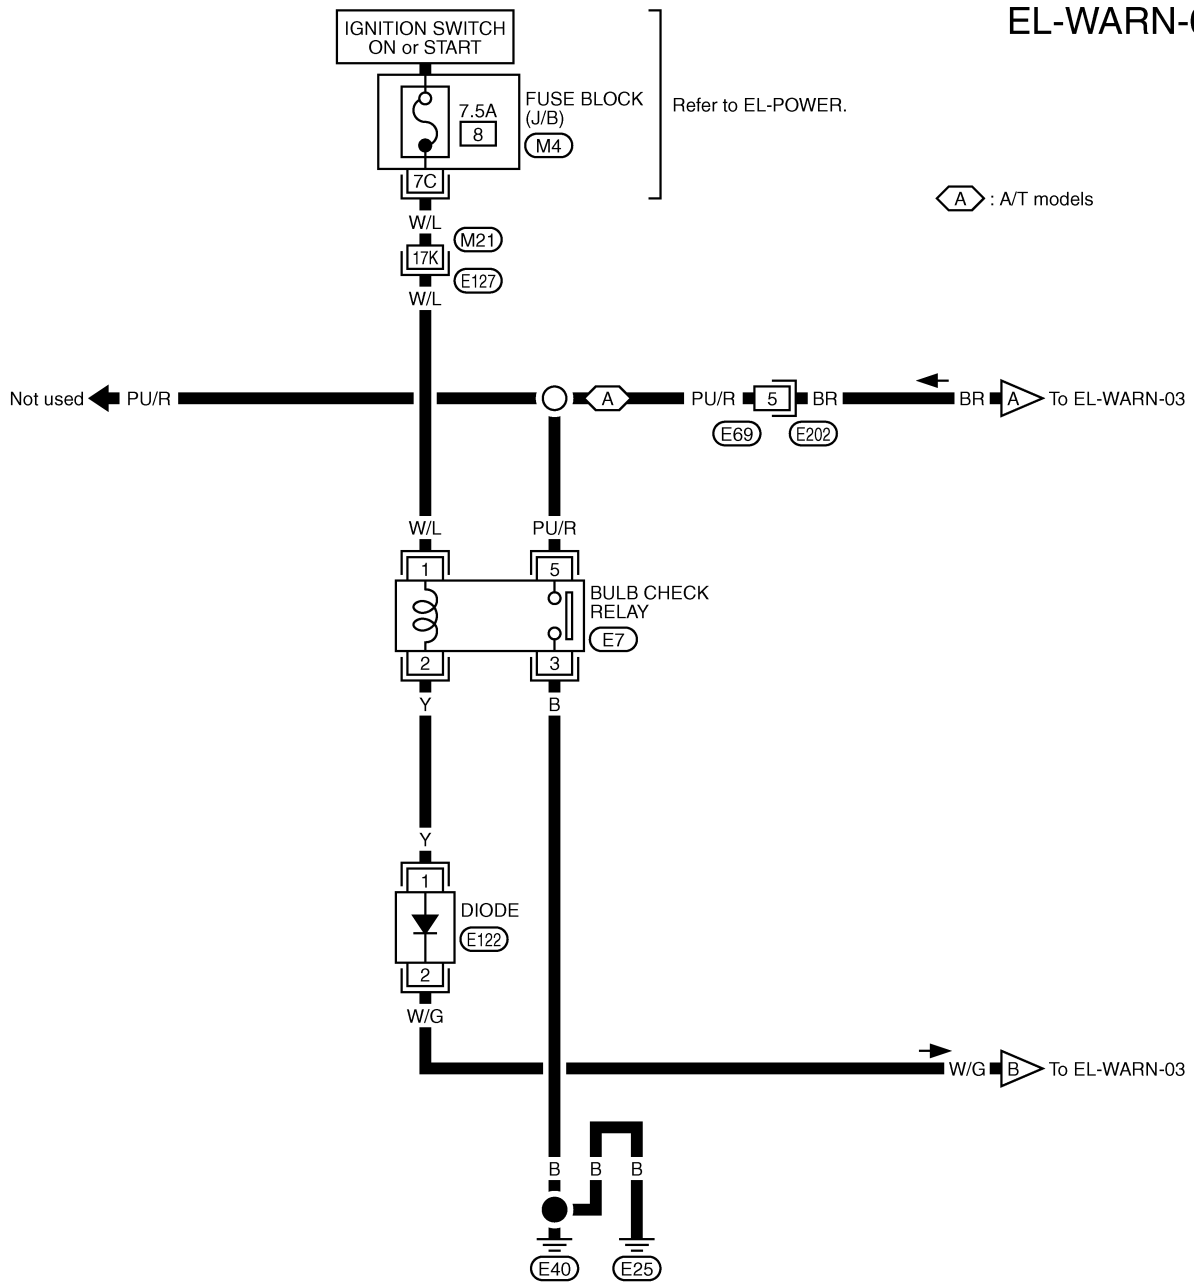 EL-WARN-
IGNITION SWITCH
ON or START
7.5A
8
FUSE BLOCK
(J/B)
M4
Refer to EL-POWER.
7C
A : A/T models
W/L
M21
17K
E127
W/L
Not used PU/R A PU/R 5 BR BR A To EL-WARN-03
E69 E202
W/L PU/R
1 5
BULB CHECK
RELAY
E7
2 3
Y B
Y
1
DIODE
E122
2
W/G
W/G B To EL-WARN-03
B B B
E40 E25